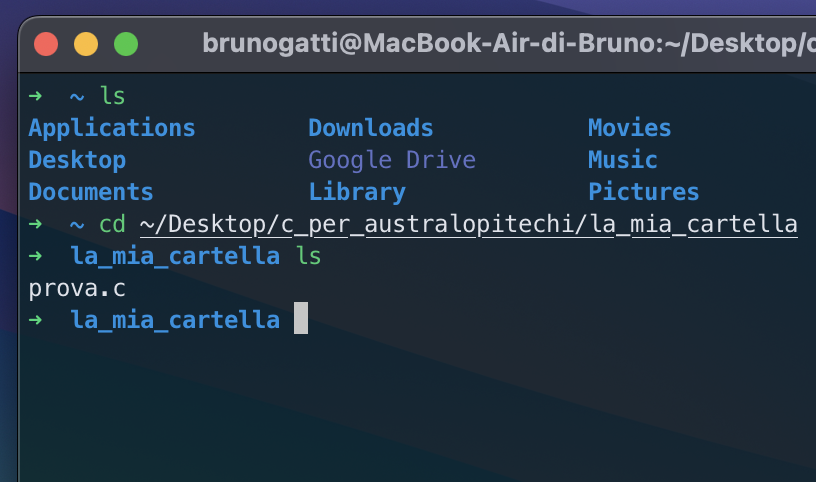 brunogatti@MacBook-Air-di-Bruno:~/Desktop/c
➜ ~ ls
Applications Downloads Movies
Desktop Google Drive Music
Documents Library Pictures
➜ ~ cd ~/Desktop/c_per_australopitechi/la_mia_cartella
➜ la_mia_cartella ls
prova.c
➜ la_mia_cartella